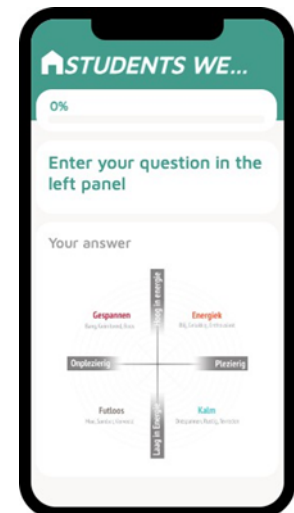 STUDENTS WE...
0%
Enter your question in the
left panel
Your answer
Hoog in energie
Gespannen
Energiek
Onplezierig
Plezierig
Futloos
Kalm
Laag in Energie